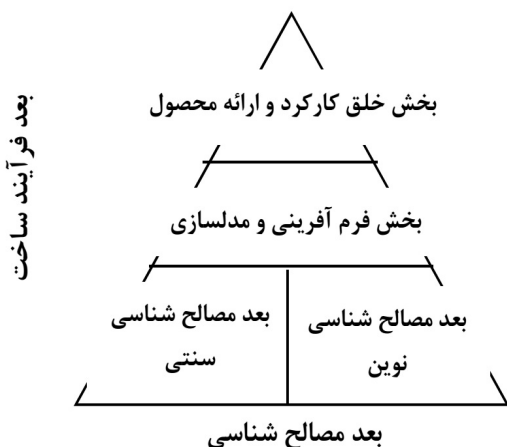 بخش خلق کارکرد و ارائه محصول
بعد فرآیند ساخت
بخش فرم آفرینی و مدلسازی
بعد مصالح شناسی
نوین
بعد مصالح شناسی
سنتی
بعد مصالح شناسی